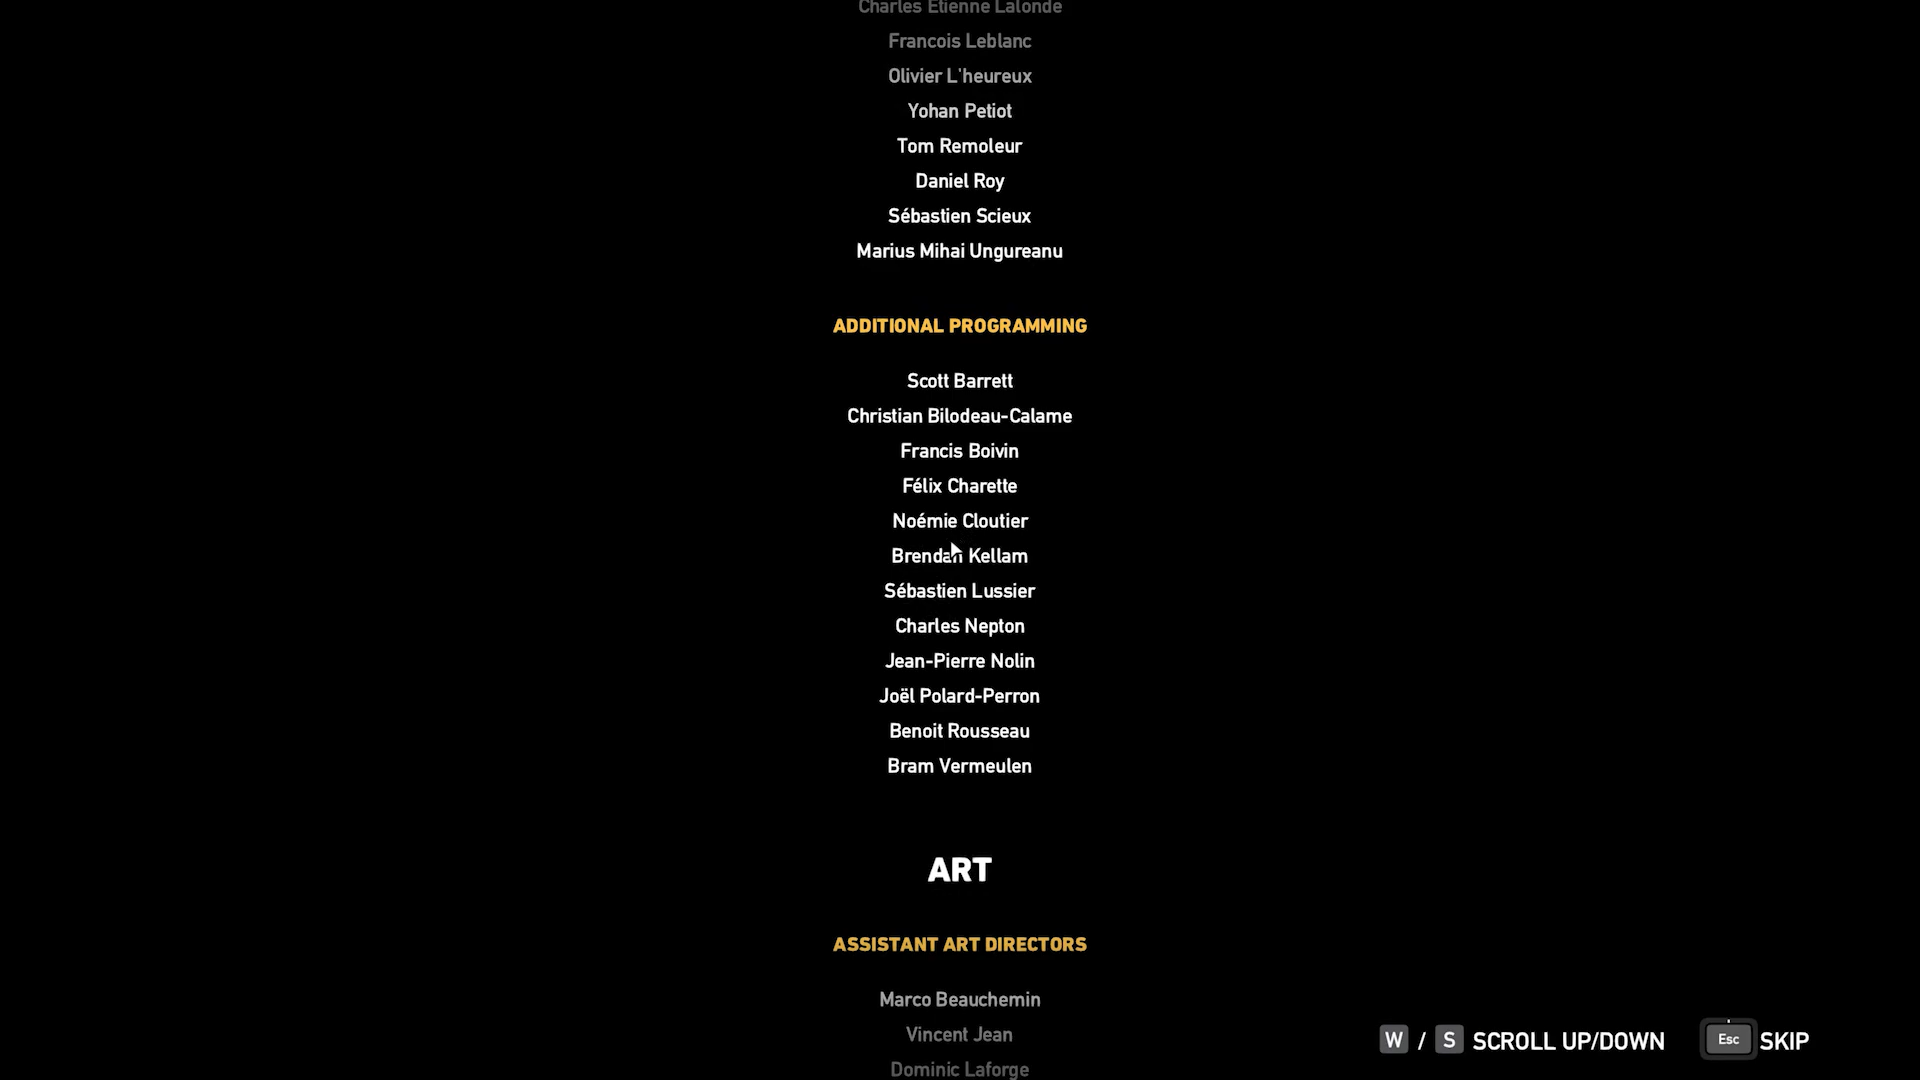 Charles Etienne Lalonde
Francois Leblanc
Olivier L'heureux
Yohan Petiot
Tom Remoleur
Daniel Roy
Sébastien Scieux
Marius Mihai Ungureanu
ADDITIONAL PROGRAMMING
Scott Barrett
Christian Bilodeau-Calame
Francis Boivin
Félix Charette
Noémie Cloutier
Brendan Kellam
Sébastien Lussier
Charles Nepton
Jean-Pierre Nolin
Joël Polard-Perron
Benoit Rousseau
Bram Vermeulen
ART
ASSISTANT ART DIRECTORS
Marco Beauchemin
Vincent Jean
Dominic Laforge
W / S SCROLL UP/DOWN Esc SKIP